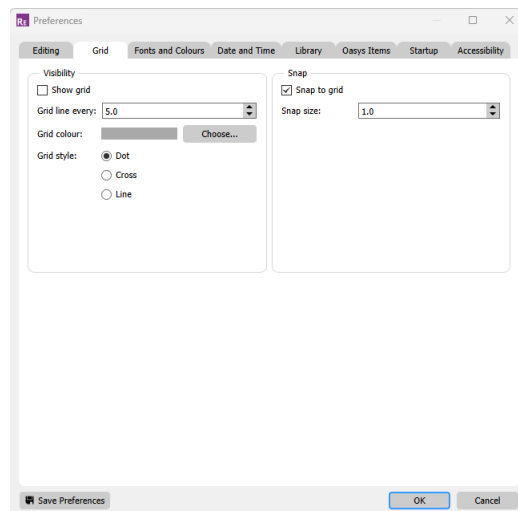 RE Preferences
Editing Grid Fonts and Colours Date and Time Library Oasys Items Startup Accessibility
Visibility
Show grid
Grid line every: 5.0
Grid colour: Choose...
Grid style: Dot
Cross
Line
Snap
Snap to grid
Snap size: 1.0
Save Preferences OK Cancel